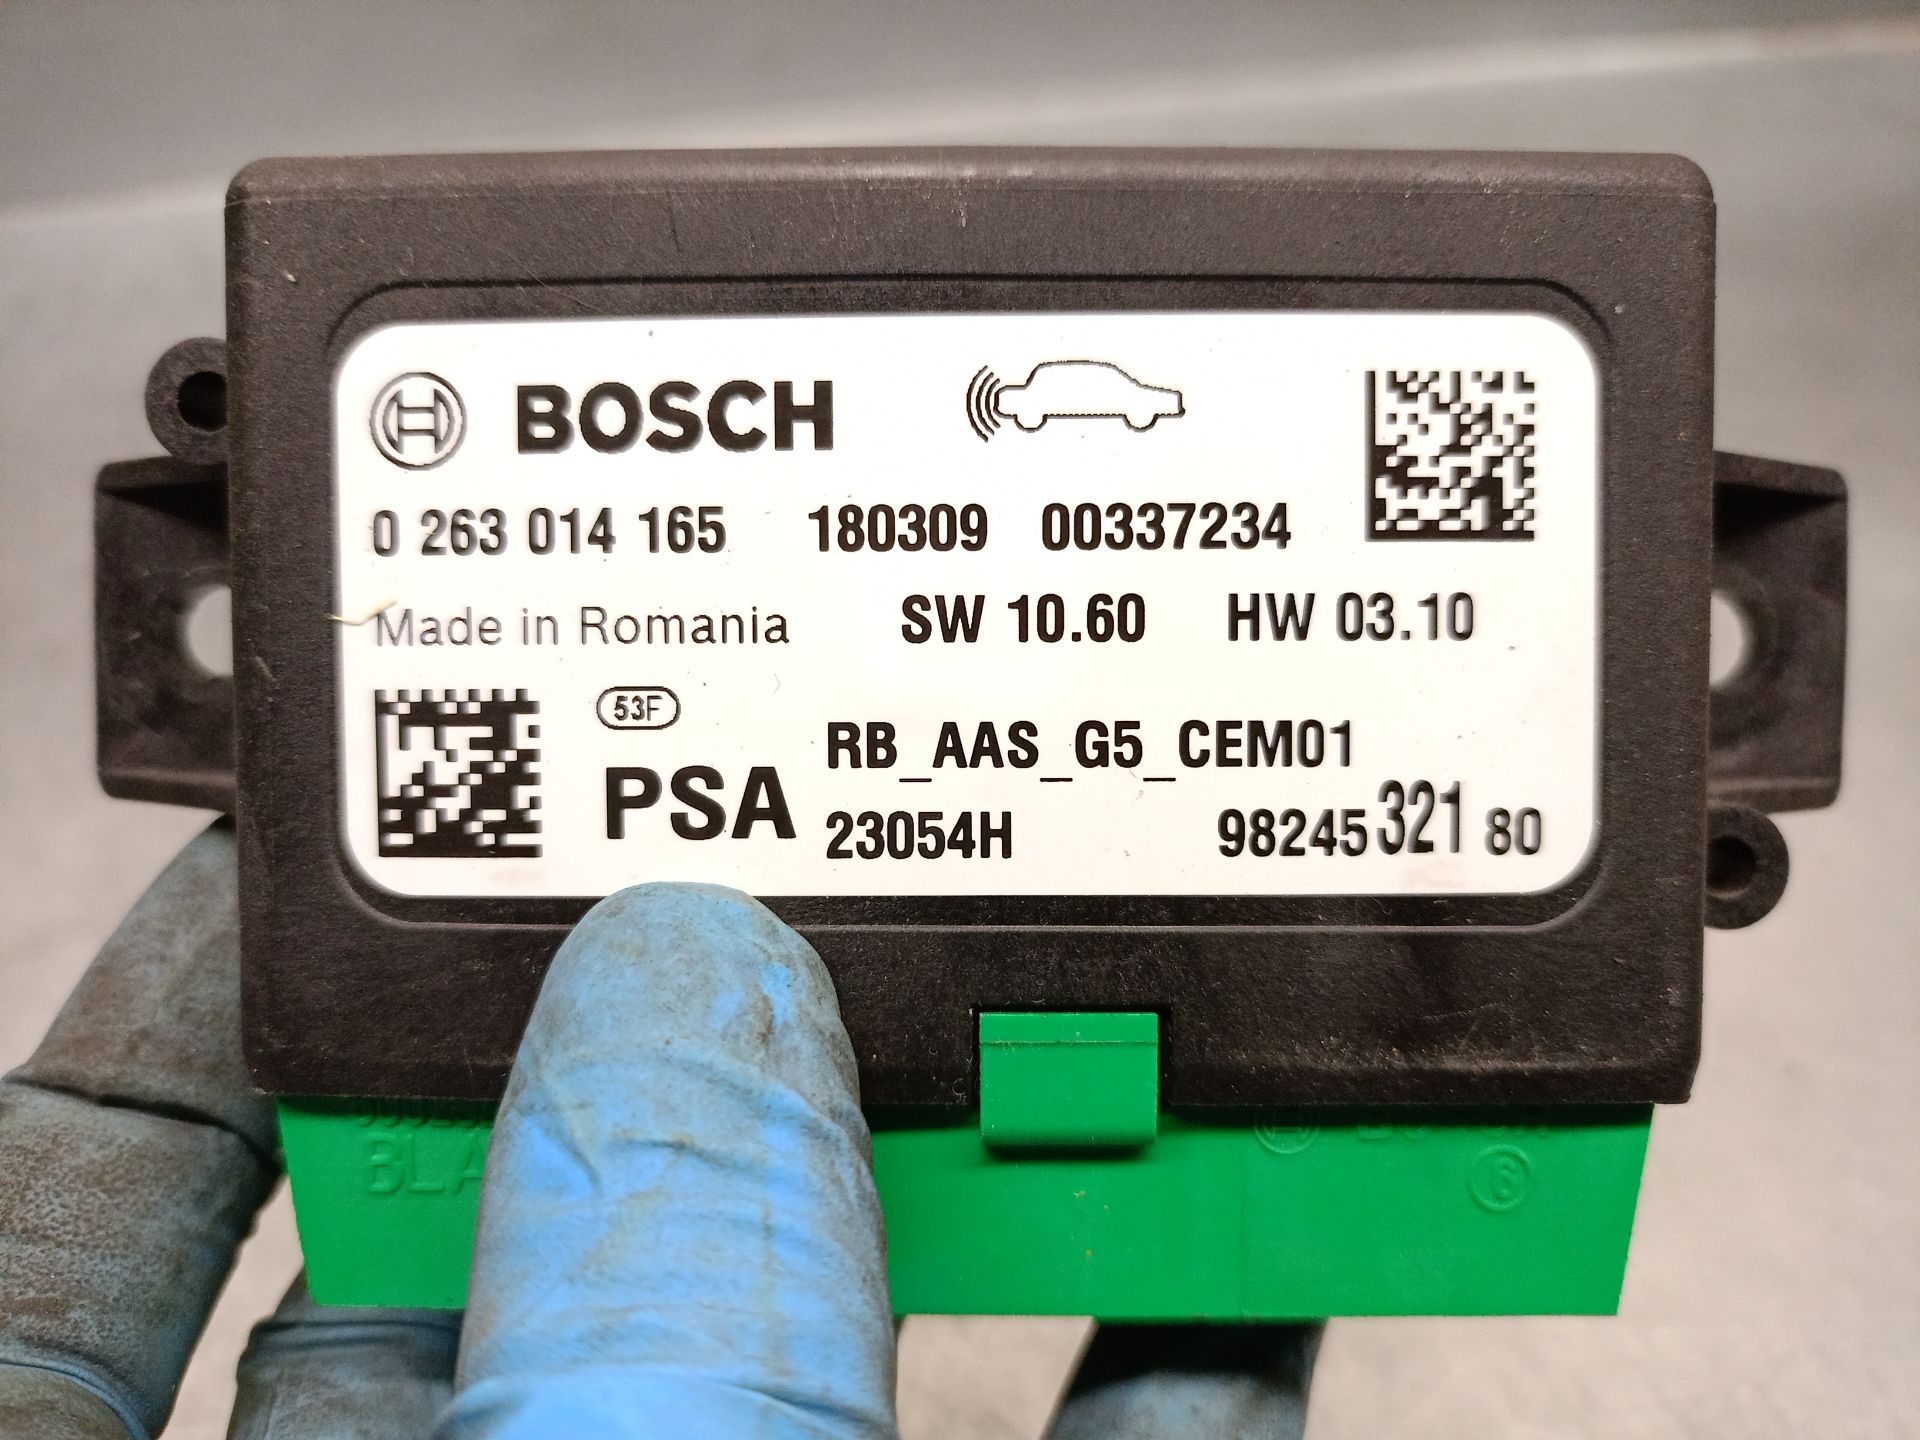 BOSCH
0 263 014 165 180309 00337234
Made in Romania SW 10.60 HW 03.10
53F
RB_AAS_G5_CEM01
PSA 23054H 98245 321 80
6